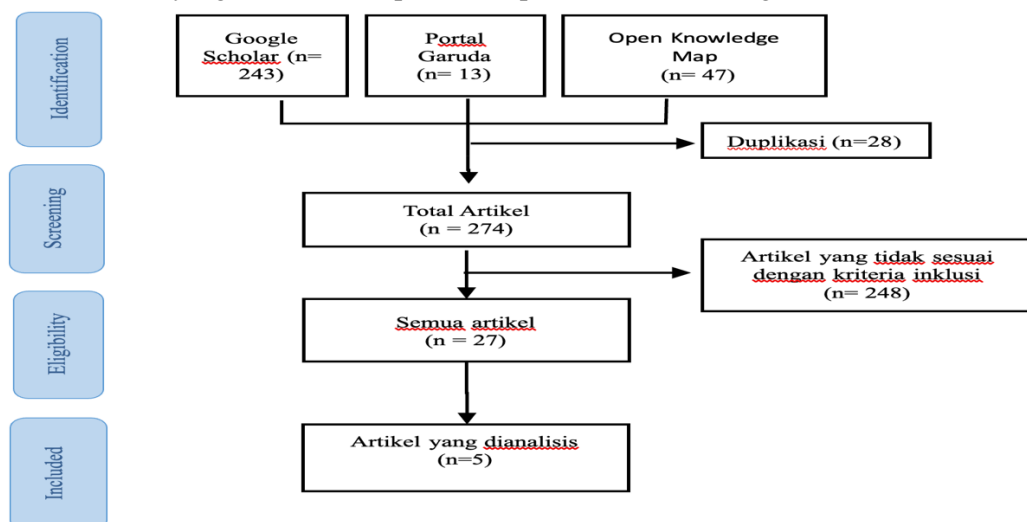 Identification
Google
Scholar (n=
243)
Portal
Garuda
(n= 13)
Open Knowledge
Map
(n= 47)
Duplikasi (n=28)
Screening
Total Artikel
(n = 274)
Artikel yang tidak sesuai
dengan kriteria inklusi
(n= 248)
Eligibility
Semua artikel
(n = 27)
Included
Artikel yang dianalisis
(n=5)